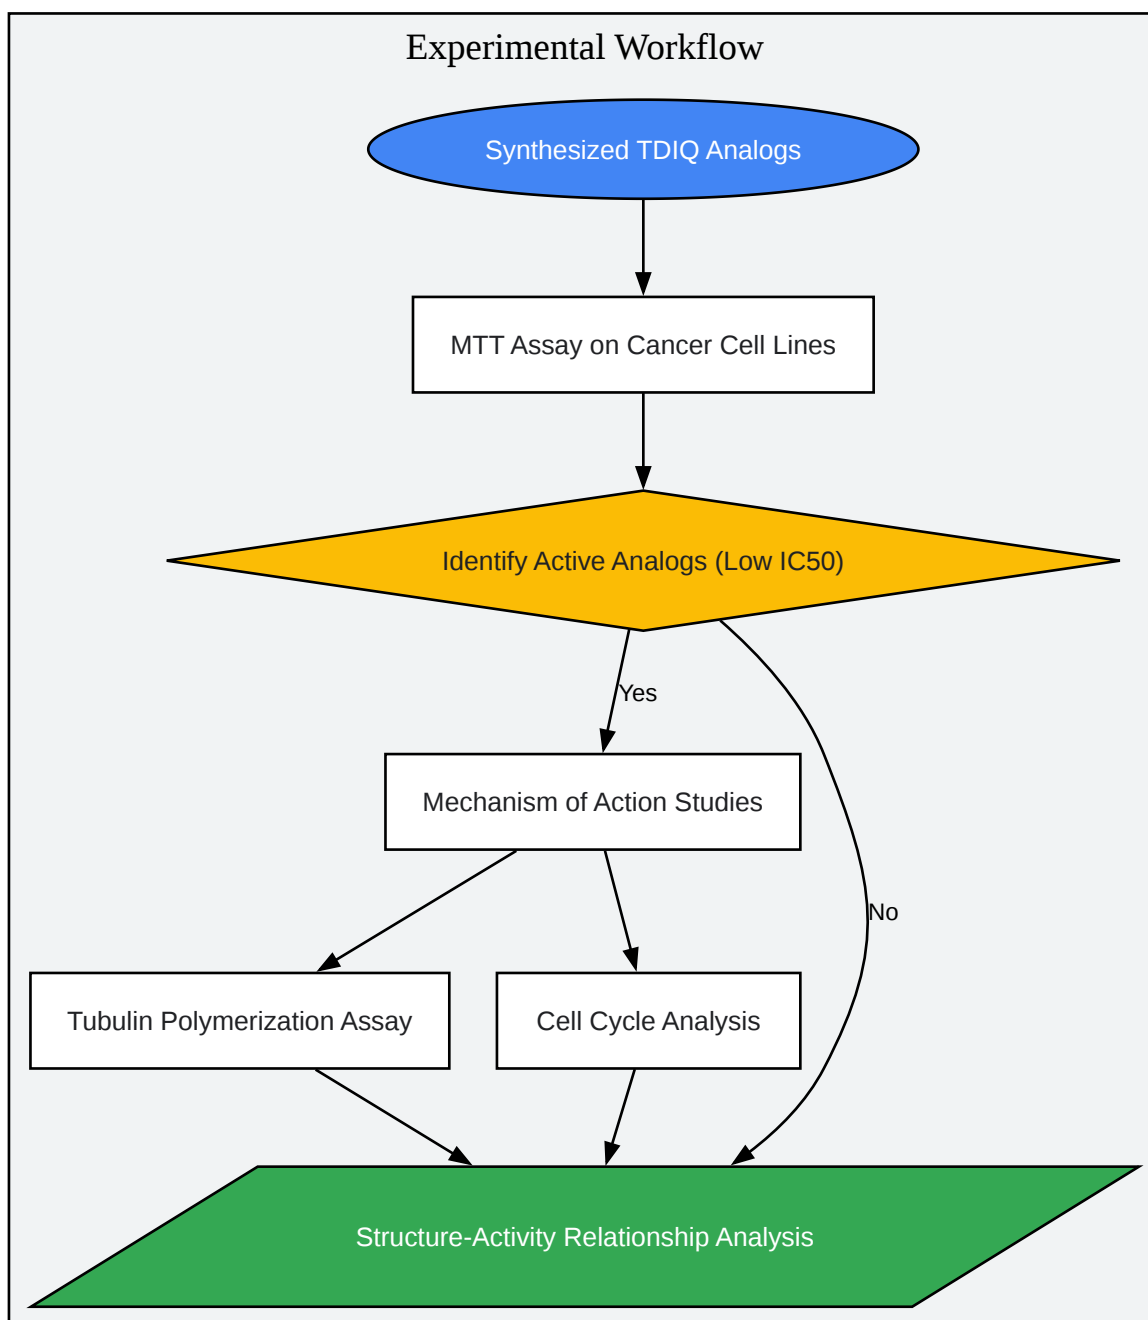 Experimental Workflow
Synthesized TDIQ Analogs
MTT Assay on Cancer Cell Lines
Identify Active Analogs (Low IC50)
Yes
Mechanism of Action Studies
No
Tubulin Polymerization Assay
Cell Cycle Analysis
Structure-Activity Relationship Analysis